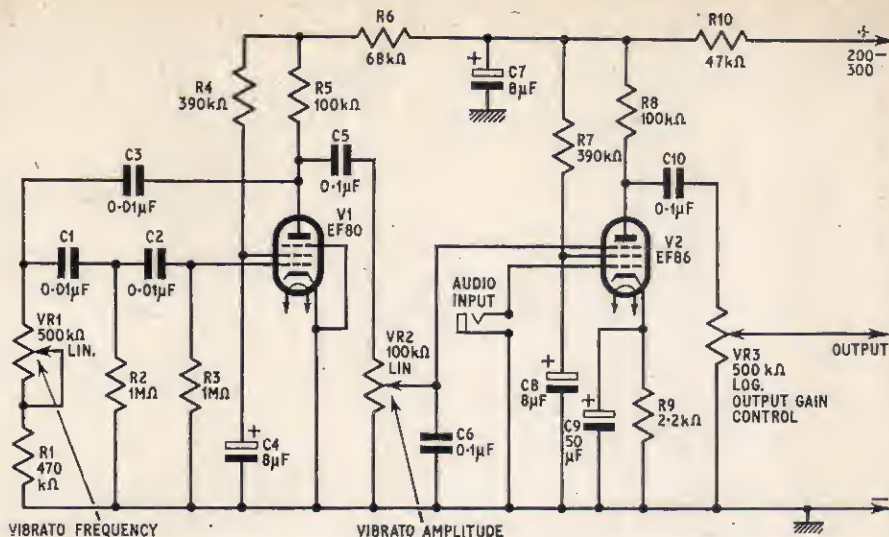 R6
68kΩ
R10
47kΩ
+
200–
300
R4
390kΩ
R5
100kΩ
+
C7
8µF
R8
100kΩ
R7
390kΩ
C3
0·01µF
C5
0·1µF
C10
0·1µF
V1
EF80
V2
EF86
C1
0·01µF
C2
0·01µF
AUDIO
INPUT
VR1
500kΩ
LIN.
VR2
100kΩ
LIN
R2
1MΩ
R3
1MΩ
+
C4
8µF
C6
0·1µF
+
C8
8µF
+
C9
50
µF
R9
2·2kΩ
OUTPUT
VR3
500 kΩ
LOG.
OUTPUT GAIN
CONTROL
R1
470
kΩ
–
VIBRATO FREQUENCY
VIBRATO AMPLITUDE